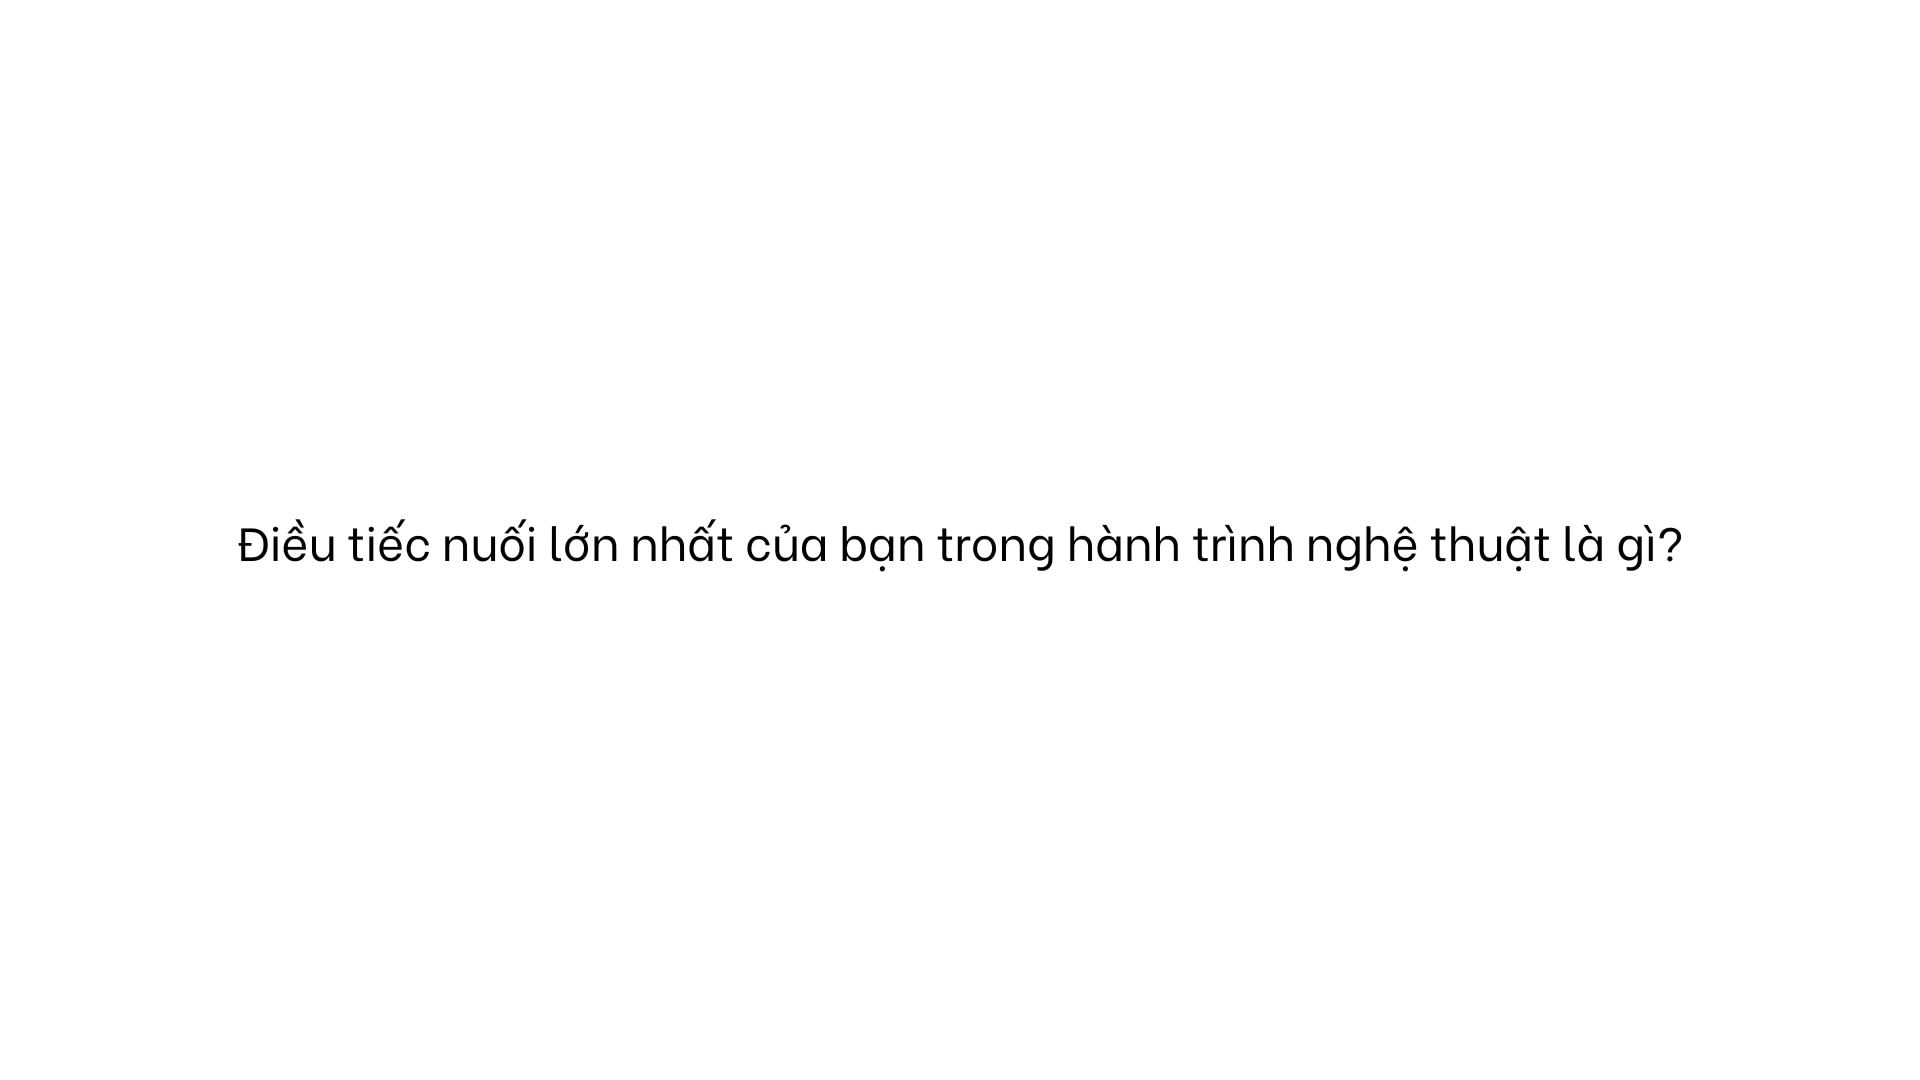 Điều tiếc nuối lớn nhất của bạn trong hành trình nghệ thuật là gì?